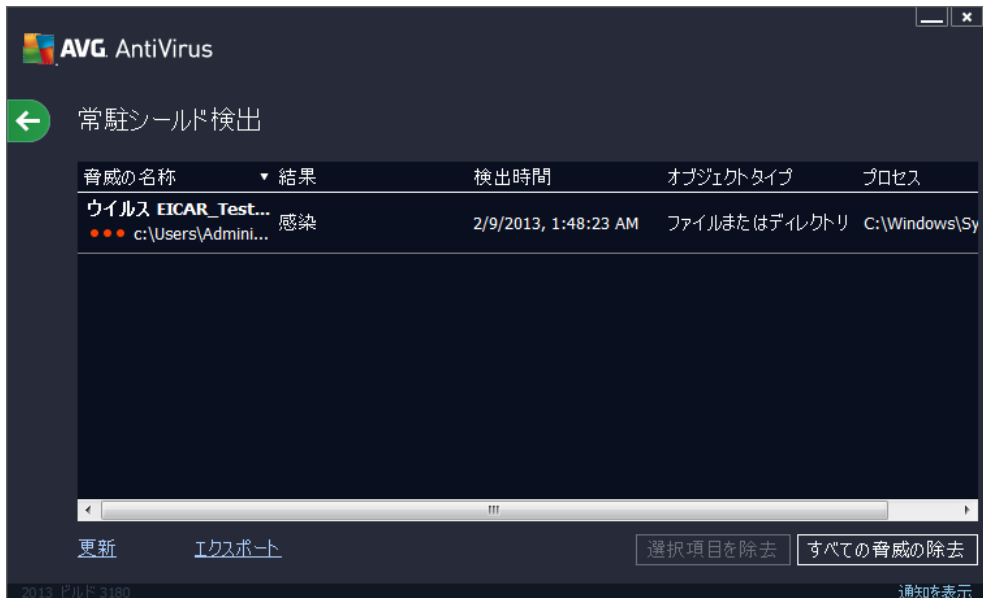 AVG. AntiVirus
常駐シールド検出
脅威の名称 結果 検出時間 オブジェクトタイプ プロセス
ウイルス EICAR_Test... 感染 2/9/2013, 1:48:23 AM ファイルまたはディレクトリ C:\Windows\Sy
c:\Users\Admini...
更新 エクスポート 選択項目を除去 すべての脅威の除去
2013 ビルド 3180 通知を表示